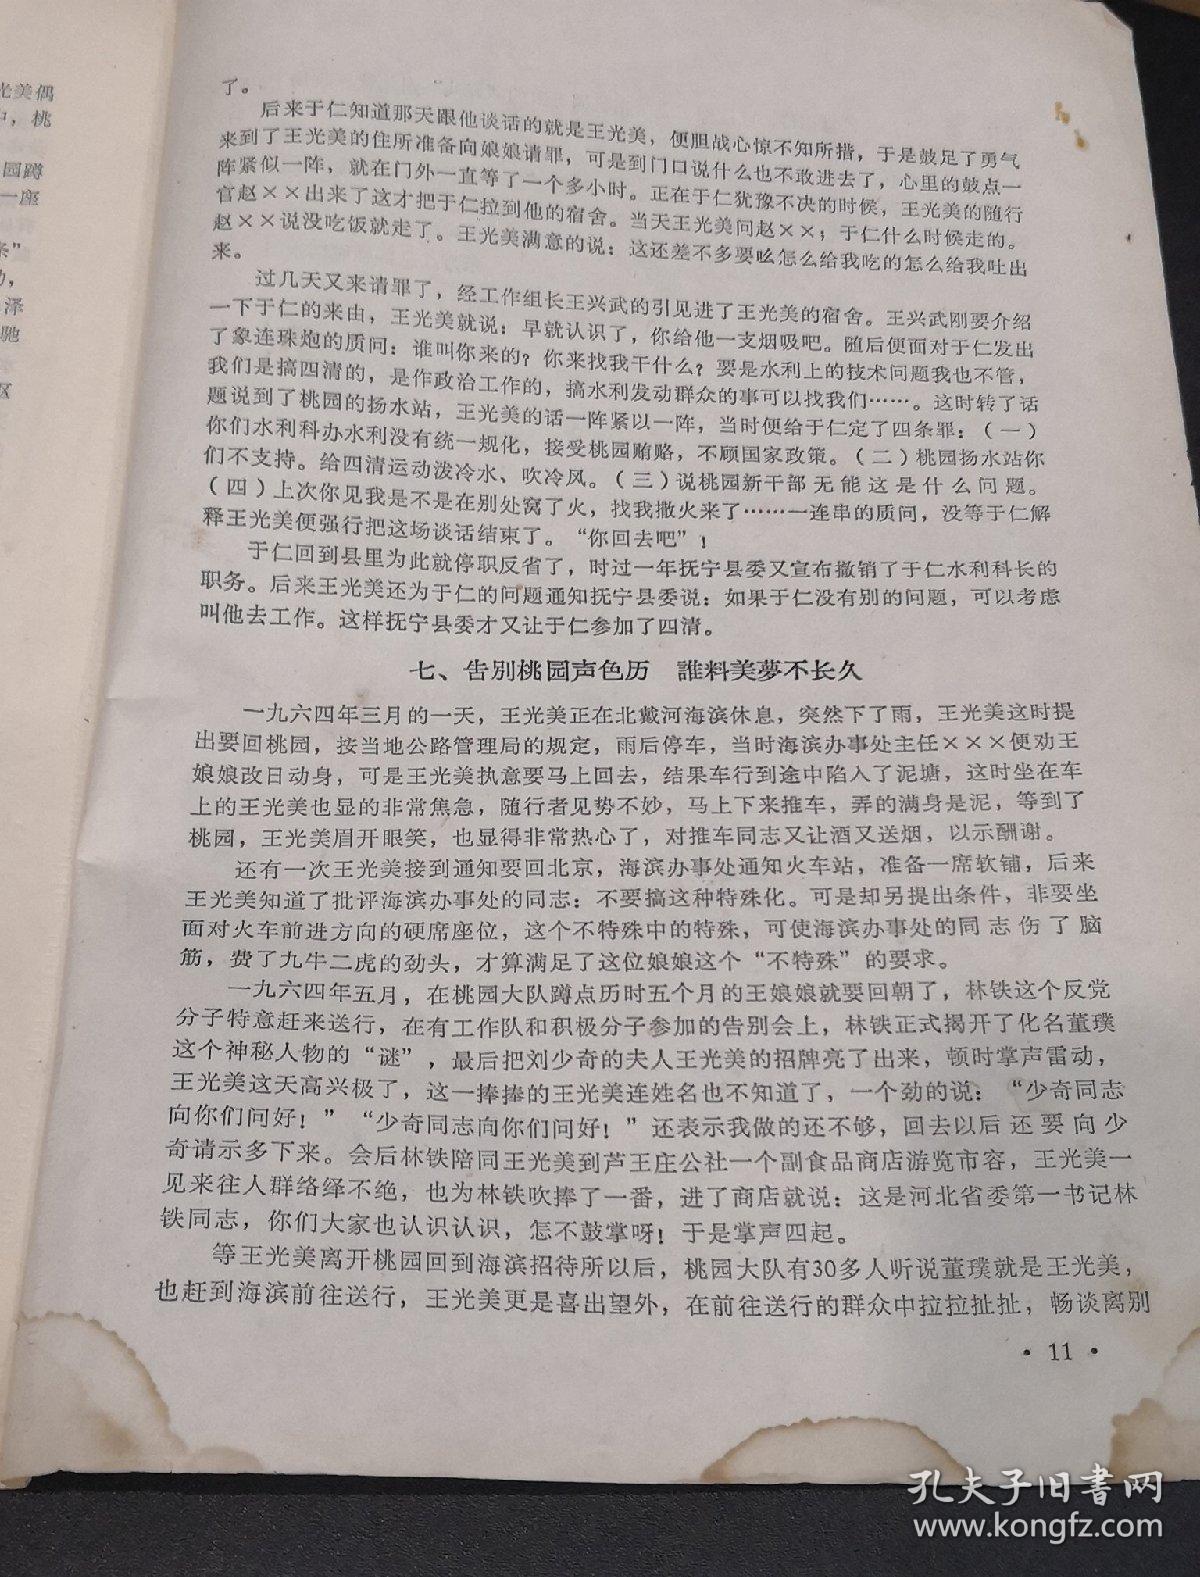 光美偶
中，桃
园蹲
一座
条”
动，
泽
驰
区
了。
后来于仁知道那天跟他谈话的就是王光美，便胆战心惊不知所措，于是鼓足了勇气
来到了王光美的住所准备向娘娘请罪，可是到门口说什么也不敢进去了，心里的鼓点一
阵紧似一阵，就在门外一直等了一个多小时。正在于仁犹豫不决的时候，王光美的随行
官赵××出来了这才把于仁拉到他的宿舍。当天王光美问赵××；于仁什么时候走的。
赵××说没吃饭就走了。王光美满意的说：这还差不多要吆怎么给我吃的怎么给我吐出
来。
过几天又来请罪了，经工作组长王兴武的引见进了王光美的宿舍。王兴武刚要介绍
一下于仁的来由，王光美就说：早就认识了，你给他一支烟吸吧。随后便面对于仁发出
了象连珠炮的质问：谁叫你来的？你来找我干什么？要是水利上的技术问题我也不管，
我们是搞四清的，是作政治工作的，搞水利发动群众的事可以找我们……。这时转了话
题说到了桃园的扬水站，王光美的话一阵紧以一阵，当时便给于仁定了四条罪：（一）
你们水利科办水利没有统一规化，接受桃园贿赂，不顾国家政策。（二）桃园扬水站你
们不支持。给四清运动泼冷水、吹冷风。（三）说桃园新干部无能这是什么问题。
（四）上次你见我是不是在别处窝了火，找我撒火来了……一连串的质问，没等于仁解
释王光美便强行把这场谈话结束了。“你回去吧”！
于仁回到县里为此就停职反省了，时过一年抚宁县委又宣布撤销了于仁水利科长的
职务。后来王光美还为于仁的问题通知抚宁县委说：如果于仁没有别的问题，可以考虑
叫他去工作。这样抚宁县委才又让于仁参加了四清。
七、告别桃园声色历　誰料美夢不长久
一九六四年三月的一天，王光美正在北戴河海滨休息，突然下了雨，王光美这时提
出要回桃园，按当地公路管理局的规定，雨后停车，当时海滨办事处主任×××便劝王
娘娘改日动身，可是王光美执意要马上回去，结果车行到途中陷入了泥塘，这时坐在车
上的王光美也显的非常焦急，随行者见势不妙，马上下来推车，弄的满身是泥，等到了
桃园，王光美眉开眼笑，也显得非常热心了，对推车同志又让酒又送烟，以示酬谢。
还有一次王光美接到通知要回北京，海滨办事处通知火车站，准备一席软铺，后来
王光美知道了批评海滨办事处的同志：不要搞这种特殊化。可是却另提出条件，非要坐
面对火车前进方向的硬席座位，这个不特殊中的特殊，可使海滨办事处的同志伤了脑
筋，费了九牛二虎的劲头，才算满足了这位娘娘这个“不特殊”的要求。
一九六四年五月，在桃园大队蹲点历时五个月的王娘娘就要回朝了，林铁这个反党
分子特意赶来送行，在有工作队和积极分子参加的告别会上，林铁正式揭开了化名董璞
这个神秘人物的“谜”，最后把刘少奇的夫人王光美的招牌亮了出来，顿时掌声雷动，
王光美这天高兴极了，这一捧捧的王光美连姓名也不知道了，一个劲的说：“少奇同志
向你们问好！”“少奇同志向你们问好！”还表示我做的还不够，回去以后还要向少
奇请示多下来。会后林铁陪同王光美到芦王庄公社一个副食品商店游览市容，王光美一
见来往人群络绎不绝，也为林铁吹捧了一番，进了商店就说：这是河北省委第一书记林
铁同志，你们大家也认识认识，怎不鼓掌呀！于是掌声四起。
等王光美离开桃园回到海滨招待所以后，桃园大队有30多人听说董璞就是王光美，
也赶到海滨前往送行，王光美更是喜出望外，在前往送行的群众中拉拉扯扯，畅谈离别
· 11 ·
孔夫子旧书网
www.kongfz.com